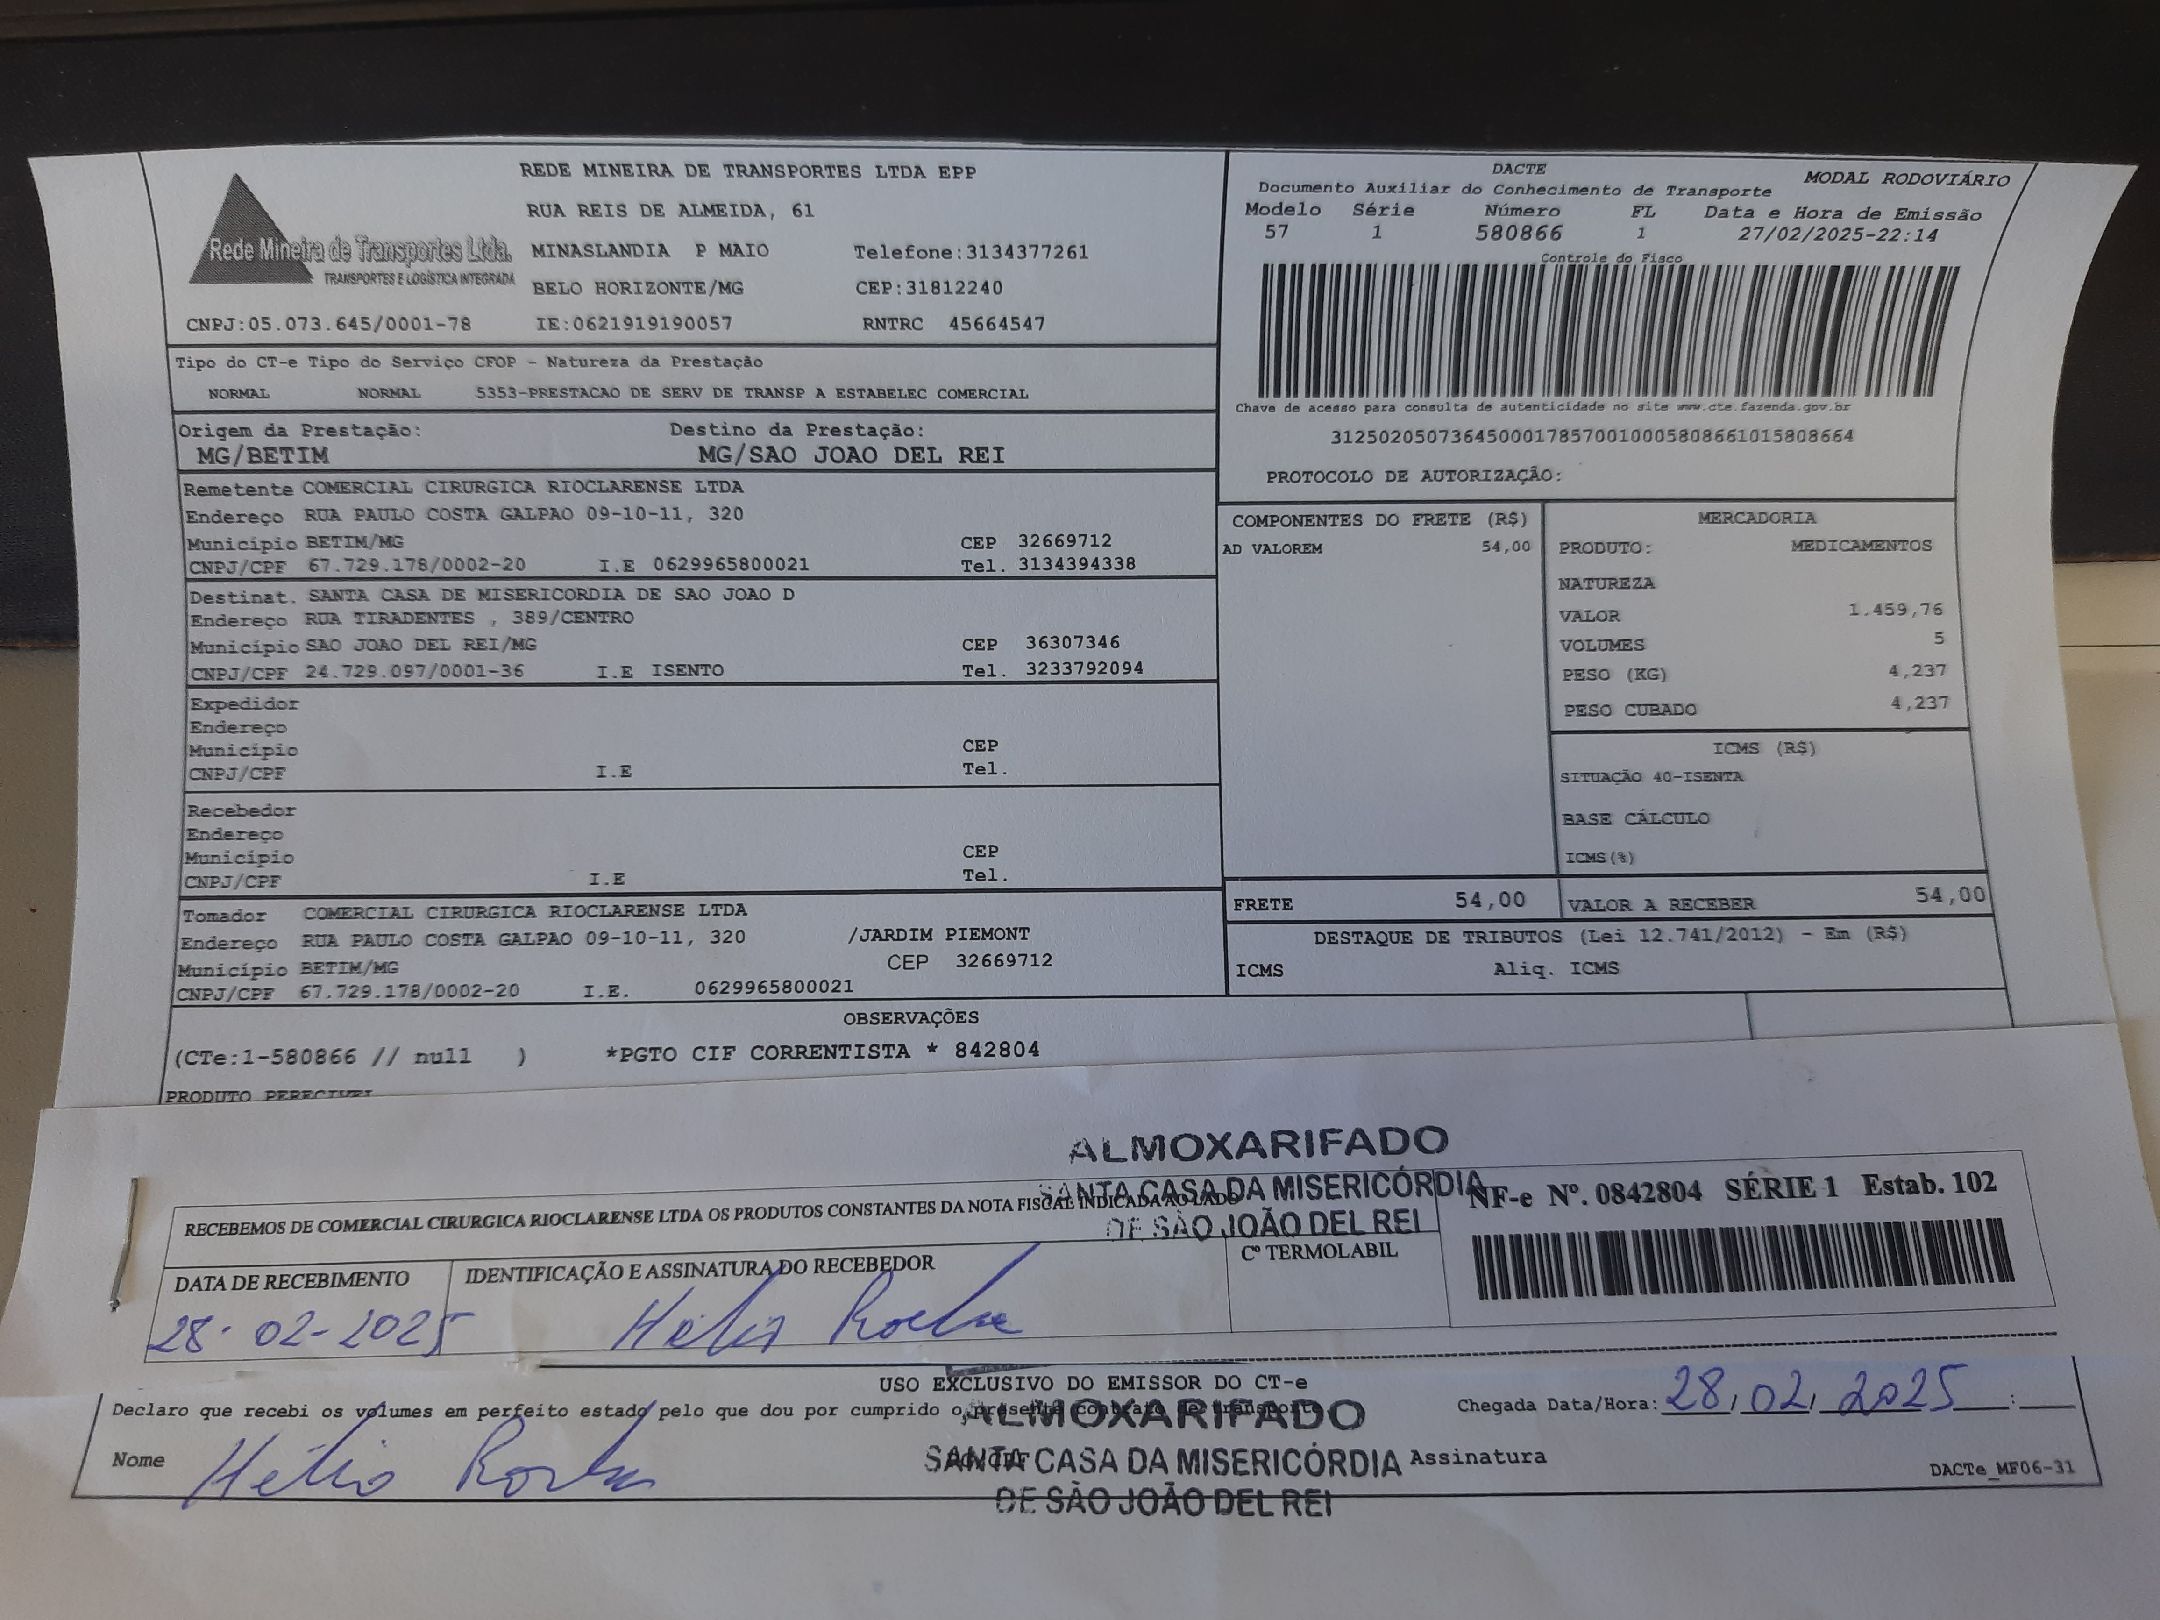 REDE MINEIRA DE TRANSPORTES LTDA EPP
RUA REIS DE ALMEIDA, 61
Rede Mineira de Transportes Ltda.
TRANSPORTES E LOGÍSTICA INTEGRADA
MINASLANDIA P MAIO Telefone:3134377261
BELO HORIZONTE/MG CEP:31812240
CNPJ:05.073.645/0001-78 IE:0621919190057 RNTRC 45664547
DACTE
Documento Auxiliar do Conhecimento de Transporte MODAL RODOVIÁRIO
Modelo Série Número FL Data e Hora de Emissão
57 1 580866 1 27/02/2025-22:14
Controle do Fisco
Chave de acesso para consulta de autenticidade no site www.cte.fazenda.gov.br
31250205073645000178570010005808661015808664
PROTOCOLO DE AUTORIZAÇÃO:
Tipo do CT-e Tipo do Serviço CFOP - Natureza da Prestação
NORMAL NORMAL 5353-PRESTACAO DE SERV DE TRANSP A ESTABELEC COMERCIAL
Origem da Prestação: Destino da Prestação:
MG/BETIM MG/SAO JOAO DEL REI
Remetente COMERCIAL CIRURGICA RIOCLARENSE LTDA
Endereço RUA PAULO COSTA GALPAO 09-10-11, 320
Município BETIM/MG CEP 32669712
CNPJ/CPF 67.729.178/0002-20 I.E 0629965800021 Tel. 3134394338
Destinat. SANTA CASA DE MISERICORDIA DE SAO JOAO D
Endereço RUA TIRADENTES , 389/CENTRO
Município SAO JOAO DEL REI/MG CEP 36307346
CNPJ/CPF 24.729.097/0001-36 I.E ISENTO Tel. 3233792094
Expedidor
Endereço
Município CEP
CNPJ/CPF I.E Tel.
Recebedor
Endereço
Município CEP
CNPJ/CPF I.E Tel.
Tomador COMERCIAL CIRURGICA RIOCLARENSE LTDA
Endereço RUA PAULO COSTA GALPAO 09-10-11, 320 /JARDIM PIEMONT
Município BETIM/MG CEP 32669712
CNPJ/CPF 67.729.178/0002-20 I.E. 0629965800021
COMPONENTES DO FRETE (R$)
AD VALOREM 54,00
MERCADORIA
PRODUTO: MEDICAMENTOS
NATUREZA
VALOR 1.459,76
VOLUMES 5
PESO (KG) 4,237
PESO CUBADO 4,237
ICMS (R$)
SITUAÇÃO 40-ISENTA
BASE CÁLCULO
ICMS(%)
FRETE 54,00 VALOR A RECEBER 54,00
DESTAQUE DE TRIBUTOS (Lei 12.741/2012) - Em (R$)
ICMS Aliq. ICMS
OBSERVAÇÕES
(CTe:1-580866 // null ) *PGTO CIF CORRENTISTA * 842804
PRODUTO PERECIVEL
ALMOXARIFADO
SANTA CASA DA MISERICÓRDIA
DE SÃO JOÃO DEL REI
RECEBEMOS DE COMERCIAL CIRURGICA RIOCLARENSE LTDA OS PRODUTOS CONSTANTES DA NOTA FISCAL INDICADA AO LADO
NF-e Nº. 0842804 SÉRIE 1 Estab. 102
DATA DE RECEBIMENTO IDENTIFICAÇÃO E ASSINATURA DO RECEBEDOR Cº TERMOLABIL
28-02-2025 Hélio Rocha
USO EXCLUSIVO DO EMISSOR DO CT-e
Declaro que recebi os volumes em perfeito estado pelo que dou por cumprido o presente contrato de transporte
Chegada Data/Hora: 28/02/2025 :
ALMOXARIFADO
SANTA CASA DA MISERICÓRDIA
DE SÃO JOÃO DEL REI
Nome Hélio Rocha Assinatura
DACTe_MF06-31